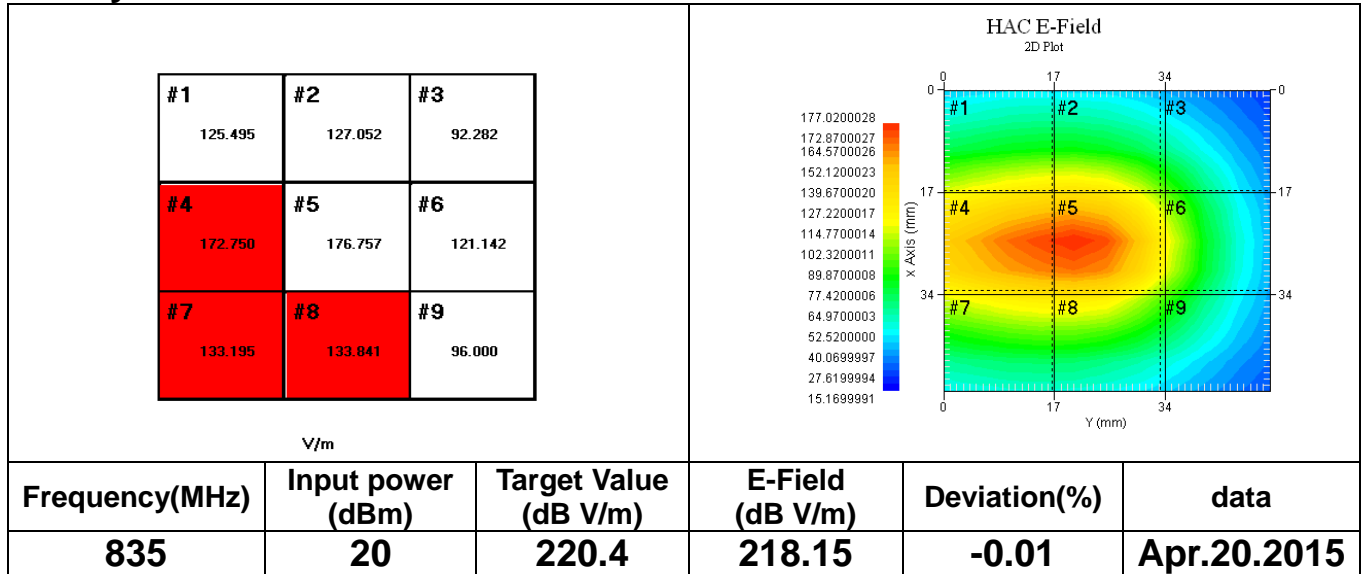 #1 #2 #3
125.495 127.052 92.282
#4 #5 #6
172.750 176.757 121.142
#7 #8 #9
133.195 133.841 96.000
V/m
HAC E-Field
2D Plot
0 17 34
0 0
#1 #2 #3
177.0200028
172.8700027
164.5700026
152.1200023
139.6700020
127.2200017
114.7700014
102.3200011
89.8700008
77.4200006
64.9700003
52.5200000
40.0699997
27.6199994
15.1699991
x Axis (mm)
17 17
#4 #5 #6
34 34
#7 #8 #9
0 17 34
Y (mm)
Frequency(MHz) Input power (dBm) Target Value (dB V/m) E-Field (dB V/m) Deviation(%) data
835 20 220.4 218.15 -0.01 Apr.20.2015